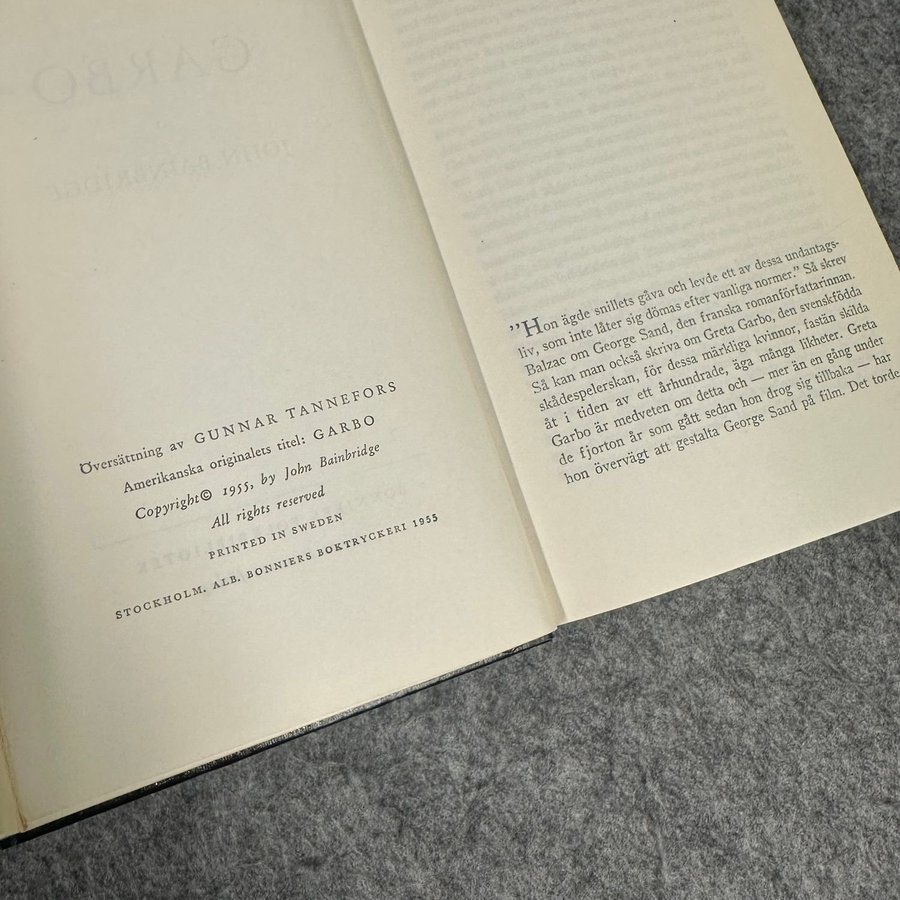 GARBO
JOHN BAINBRIDGE
Översättning av GUNNAR TANNEFORS
Amerikanska originalets titel: GARBO
Copyright© 1955, by John Bainbridge
All rights reserved
PRINTED IN SWEDEN
STOCKHOLM. ALB. BONNIERS BOKTRYCKERI 1955
”Hon ägde snillets gåva och levde ett av dessa undantags-
liv, som inte låter sig dömas efter vanliga normer.” Så skrev
Balzac om George Sand, den franska romanförfattarinnan.
Så kan man också skriva om Greta Garbo, den svenskfödda
skådespelerskan, för dessa märkliga kvinnor, fastän skilda
åt i tiden av ett århundrade, äga många likheter. Greta
Garbo är medveten om detta och — mer än en gång under
de fjorton år som gått sedan hon drog sig tillbaka — har
hon övervägt att gestalta George Sand på film. Det torde